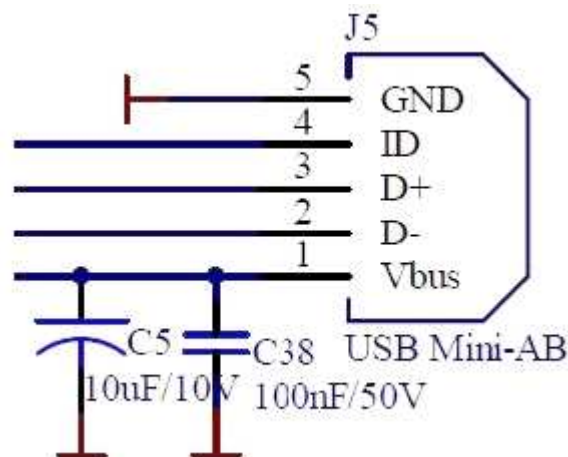 J5
5 GND
4 ID
3 D+
2 D-
1 Vbus
USB Mini-AB
C5
10uF/10V
C38
100nF/50V